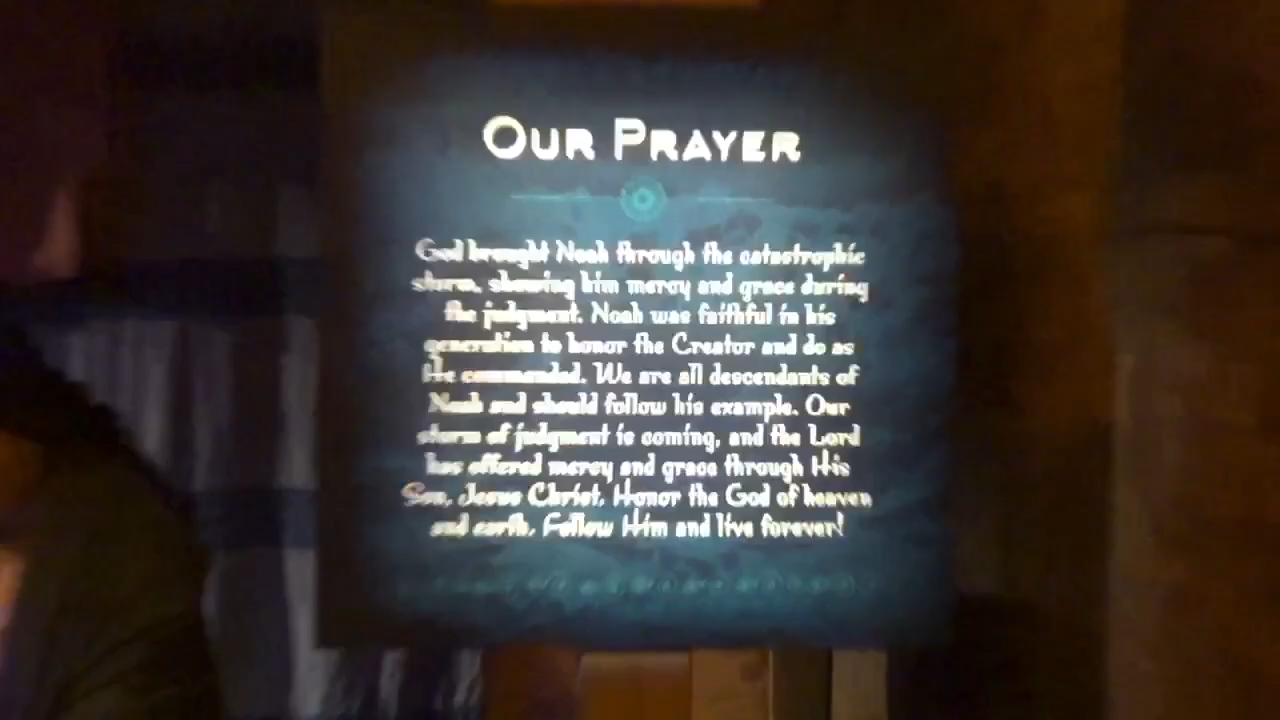 OUR PRAYER
God brought Noah through the catastrophic
storm, showing him mercy and grace during
the judgment. Noah was faithful in his
generation to honor the Creator and do as
He commanded. We are all descendants of
Noah and should follow his example. Our
storm of judgment is coming, and the Lord
has offered mercy and grace through His
Son, Jesus Christ. Honor the God of heaven
and earth. Follow Him and live forever!